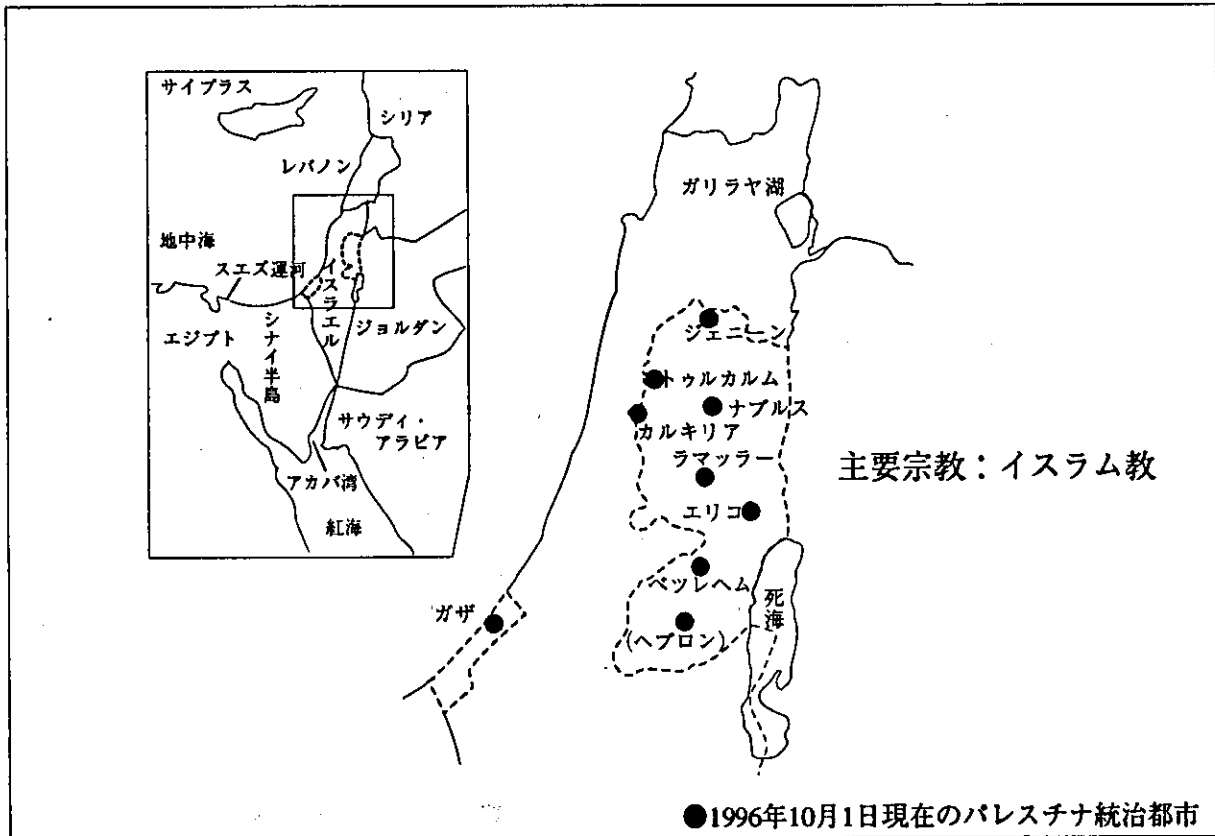 サイプラス
シリア
レバノン
地中海
スエズ運河
イスラエル
エジプト
シナイ半島
ジョルダン
サウディ・
アラビア
アカバ湾
紅海
ガリラヤ湖
ジェニーン
トゥルカルム
ナブルス
カルキリア
ラマッラー
エリコ
ベツレヘム
死海
(ヘブロン)
ガザ
主要宗教：イスラム教
●1996年10月1日現在のパレスチナ統治都市